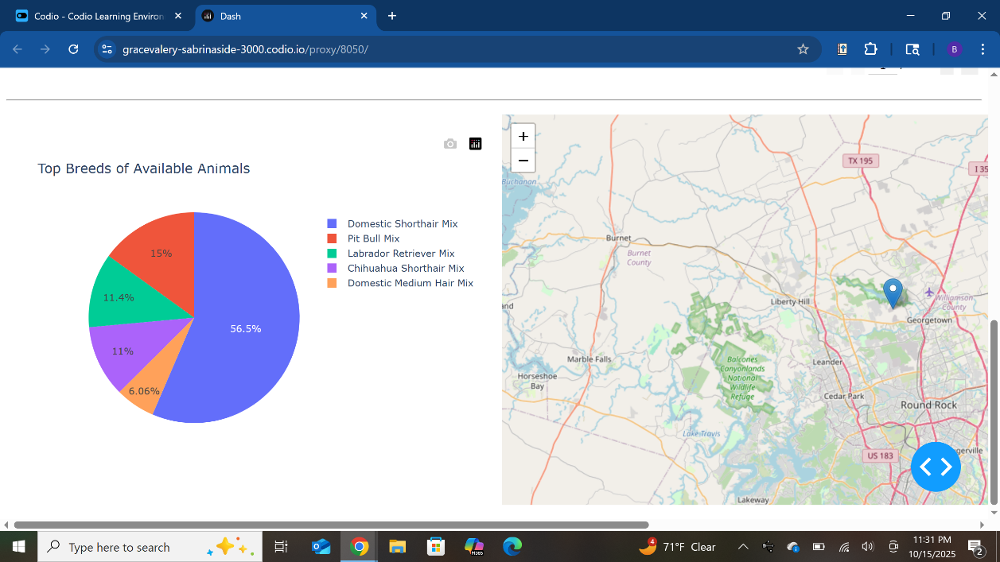 Codio - Codio Learning Environ
Dash
gracevalery-sabrinaside-3000.codio.io/proxy/8050/
B
Top Breeds of Available Animals
Domestic Shorthair Mix
Pit Bull Mix
Labrador Retriever Mix
Chihuahua Shorthair Mix
Domestic Medium Hair Mix
15%
11.4%
56.5%
11%
6.06%
+
−
TX 195
I 35
Buchanan
Burnet
Burnet
County
Liberty Hill
Williamson
County
Georgetown
Marble Falls
Horseshoe
Bay
Balcones
Canyonlands
National
Wildlife
Refuge
Leander
Cedar Park
Round Rock
Lake Travis
US 183
gerville
Lakeway
Type here to search
M365
4
71°F Clear
11:31 PM
10/15/2025
2